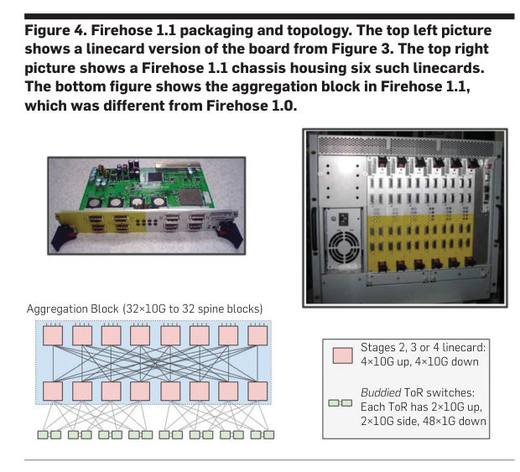 Figure 4. Firehose 1.1 packaging and topology. The top left picture
shows a linecard version of the board from Figure 3. The top right
picture shows a Firehose 1.1 chassis housing six such linecards.
The bottom figure shows the aggregation block in Firehose 1.1,
which was different from Firehose 1.0.
Aggregation Block (32×10G to 32 spine blocks)
Stages 2, 3 or 4 linecard:
4×10G up, 4×10G down
Buddied ToR switches:
Each ToR has 2×10G up,
2×10G side, 48×1G down